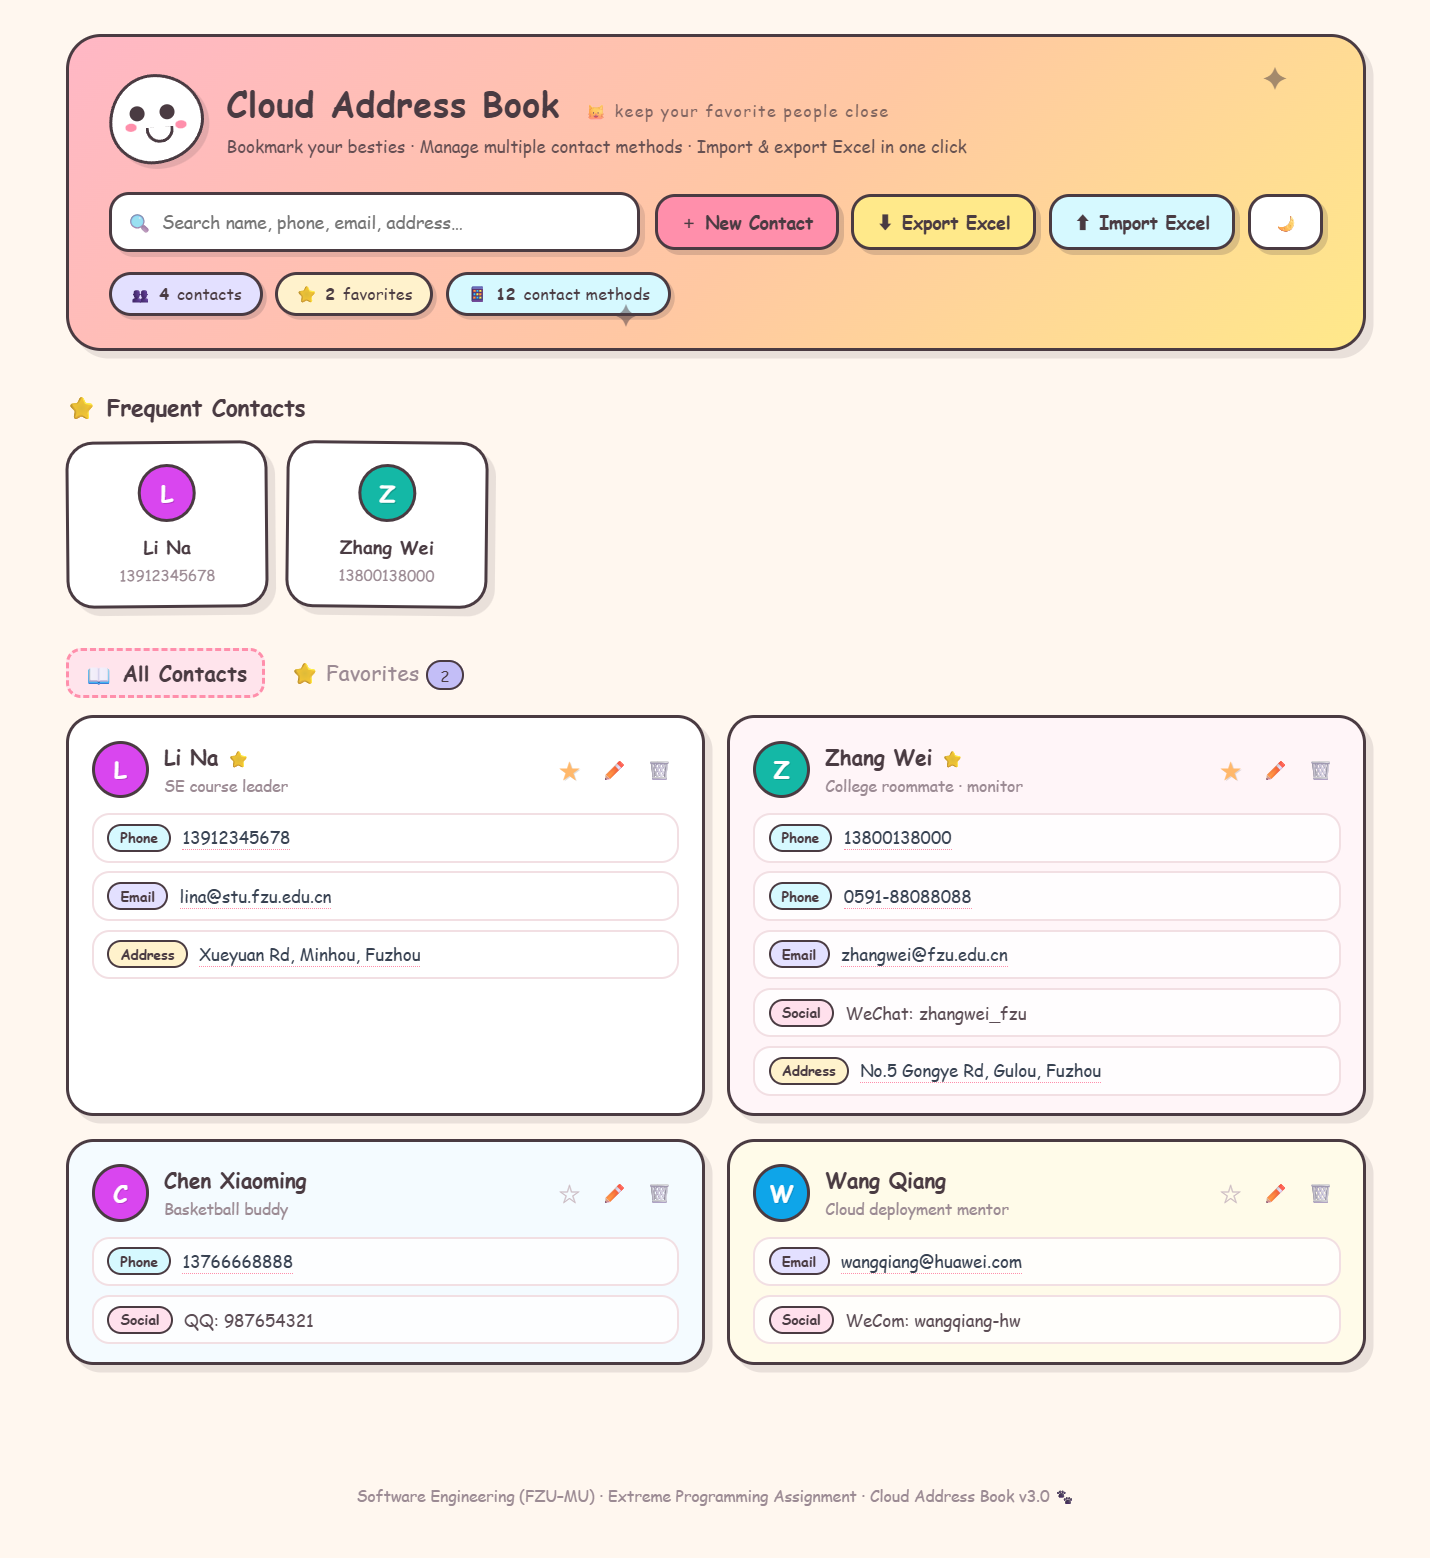 Cloud Address Book 🐱 keep your favorite people close
Bookmark your besties · Manage multiple contact methods · Import & export Excel in one click
🔍 Search name, phone, email, address...
+ New Contact
⬇ Export Excel
⬆ Import Excel
🌙
👥 4 contacts
⭐ 2 favorites
📱 12 contact methods
⭐ Frequent Contacts
L
Li Na
13912345678
Z
Zhang Wei
13800138000
📖 All Contacts
⭐ Favorites 2
L
Li Na ⭐
SE course leader
Phone 13912345678
Email lina@stu.fzu.edu.cn
Address Xueyuan Rd, Minhou, Fuzhou
Z
Zhang Wei ⭐
College roommate · monitor
Phone 13800138000
Phone 0591-88088088
Email zhangwei@fzu.edu.cn
Social WeChat: zhangwei_fzu
Address No.5 Gongye Rd, Gulou, Fuzhou
C
Chen Xiaoming
Basketball buddy
Phone 13766668888
Social QQ: 987654321
W
Wang Qiang
Cloud deployment mentor
Email wangqiang@huawei.com
Social WeCom: wangqiang-hw
Software Engineering (FZU–MU) · Extreme Programming Assignment · Cloud Address Book v3.0 🐾